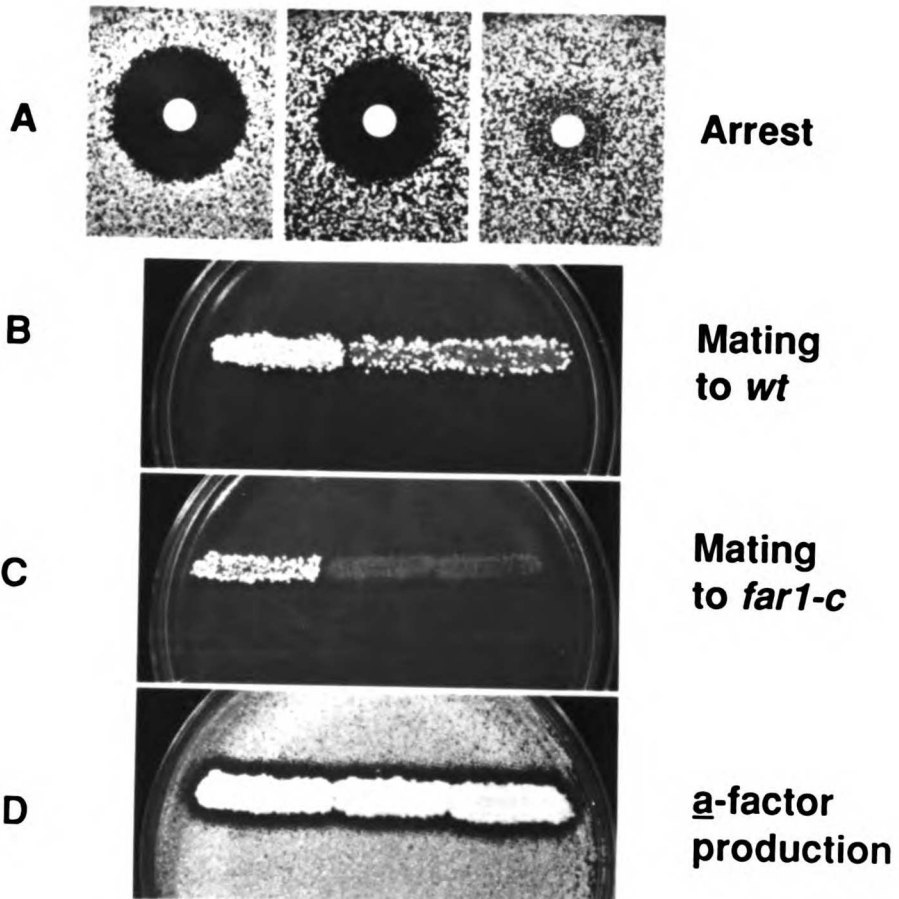 A
Arrest
B
Mating
to wt
C
Mating
to far1-c
D
a-factor
production